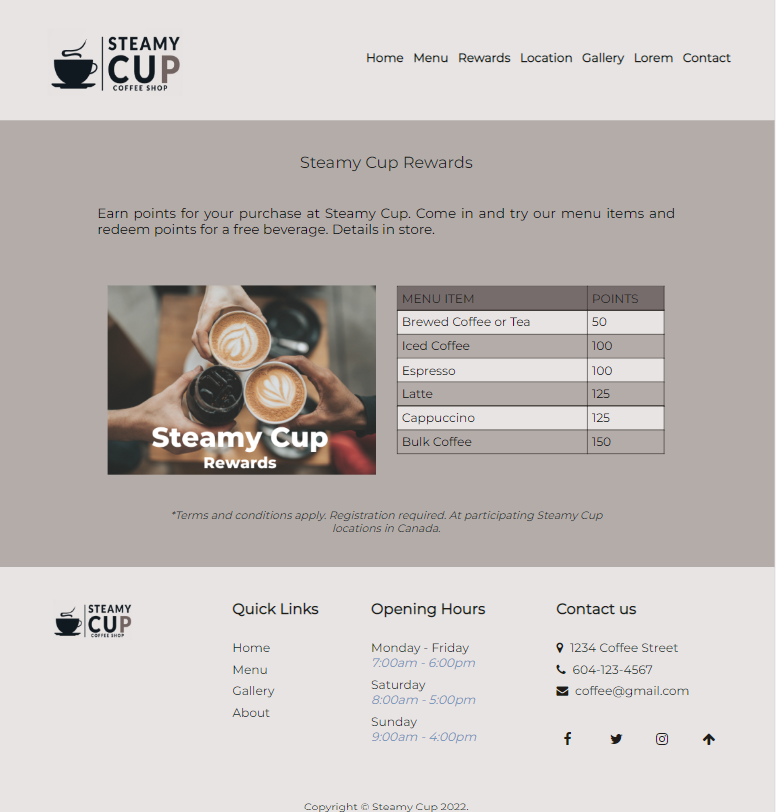 STEAMY
CUP
COFFEE SHOP
Home Menu Rewards Location Gallery Lorem Contact
Steamy Cup Rewards
Earn points for your purchase at Steamy Cup. Come in and try our menu items and
redeem points for a free beverage. Details in store.
Steamy Cup
Rewards
MENU ITEM POINTS
Brewed Coffee or Tea 50
Iced Coffee 100
Espresso 100
Latte 125
Cappuccino 125
Bulk Coffee 150
*Terms and conditions apply. Registration required. At participating Steamy Cup
locations in Canada.
STEAMY
CUP
COFFEE SHOP
Quick Links
Home
Menu
Gallery
About
Opening Hours
Monday - Friday
7:00am - 6:00pm
Saturday
8:00am - 5:00pm
Sunday
9:00am - 4:00pm
Contact us
1234 Coffee Street
604-123-4567
coffee@gmail.com
Copyright © Steamy Cup 2022.